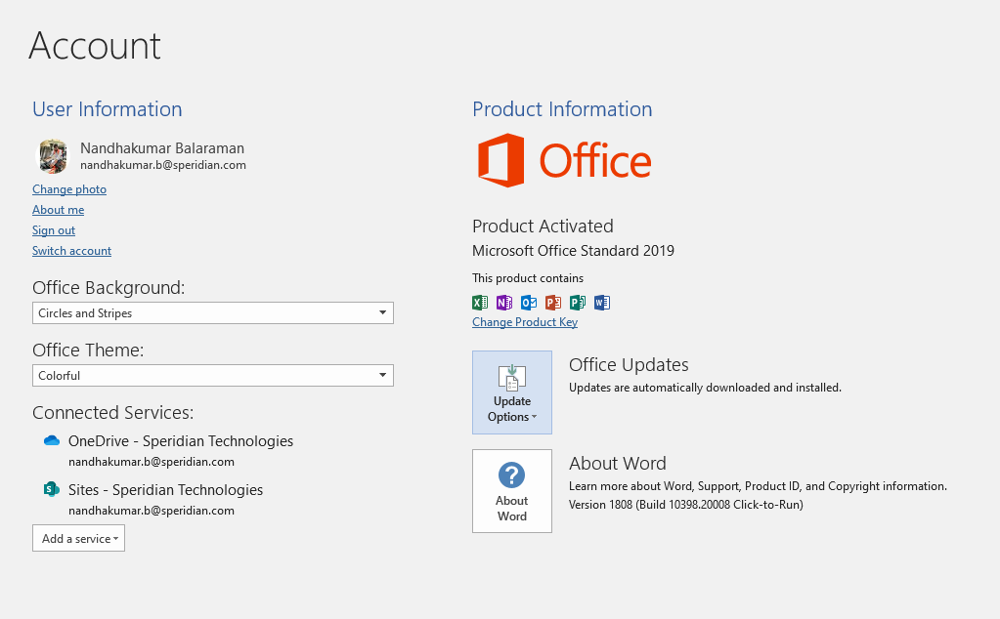 Account
User Information
Nandhakumar Balaraman
nandhakumar.b@speridian.com
Change photo
About me
Sign out
Switch account
Office Background:
Circles and Stripes
Office Theme:
Colorful
Connected Services:
OneDrive - Speridian Technologies
nandhakumar.b@speridian.com
Sites - Speridian Technologies
nandhakumar.b@speridian.com
Add a service
Product Information
Office
Product Activated
Microsoft Office Standard 2019
This product contains
Change Product Key
Update
Options
Office Updates
Updates are automatically downloaded and installed.
About
Word
About Word
Learn more about Word, Support, Product ID, and Copyright information.
Version 1808 (Build 10398.20008 Click-to-Run)